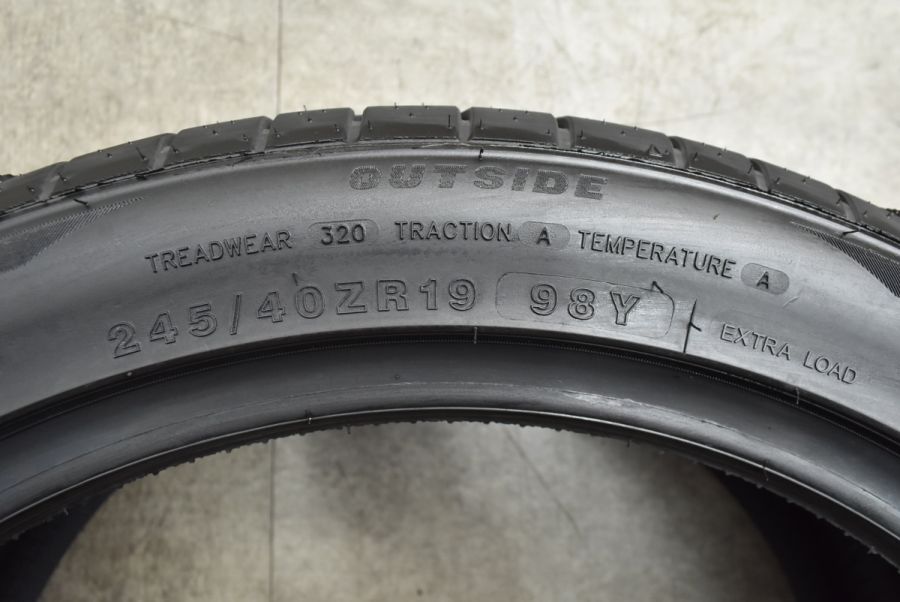 OUTSIDE
TREADWEAR 320 TRACTION A TEMPERATURE A
245/40ZR19 98Y EXTRA LOAD